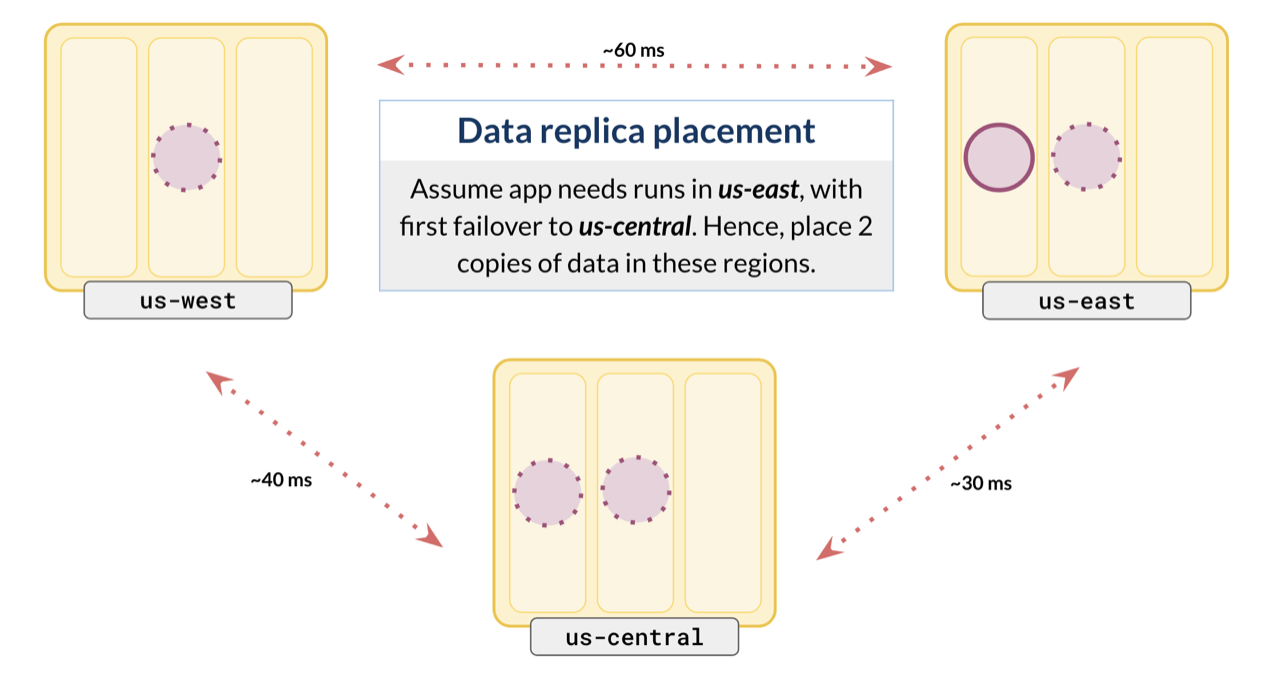 ~60 ms
Data replica placement
Assume app needs runs in us-east, with
first failover to us-central. Hence, place 2
copies of data in these regions.
us-west
us-east
~40 ms
~30 ms
us-central